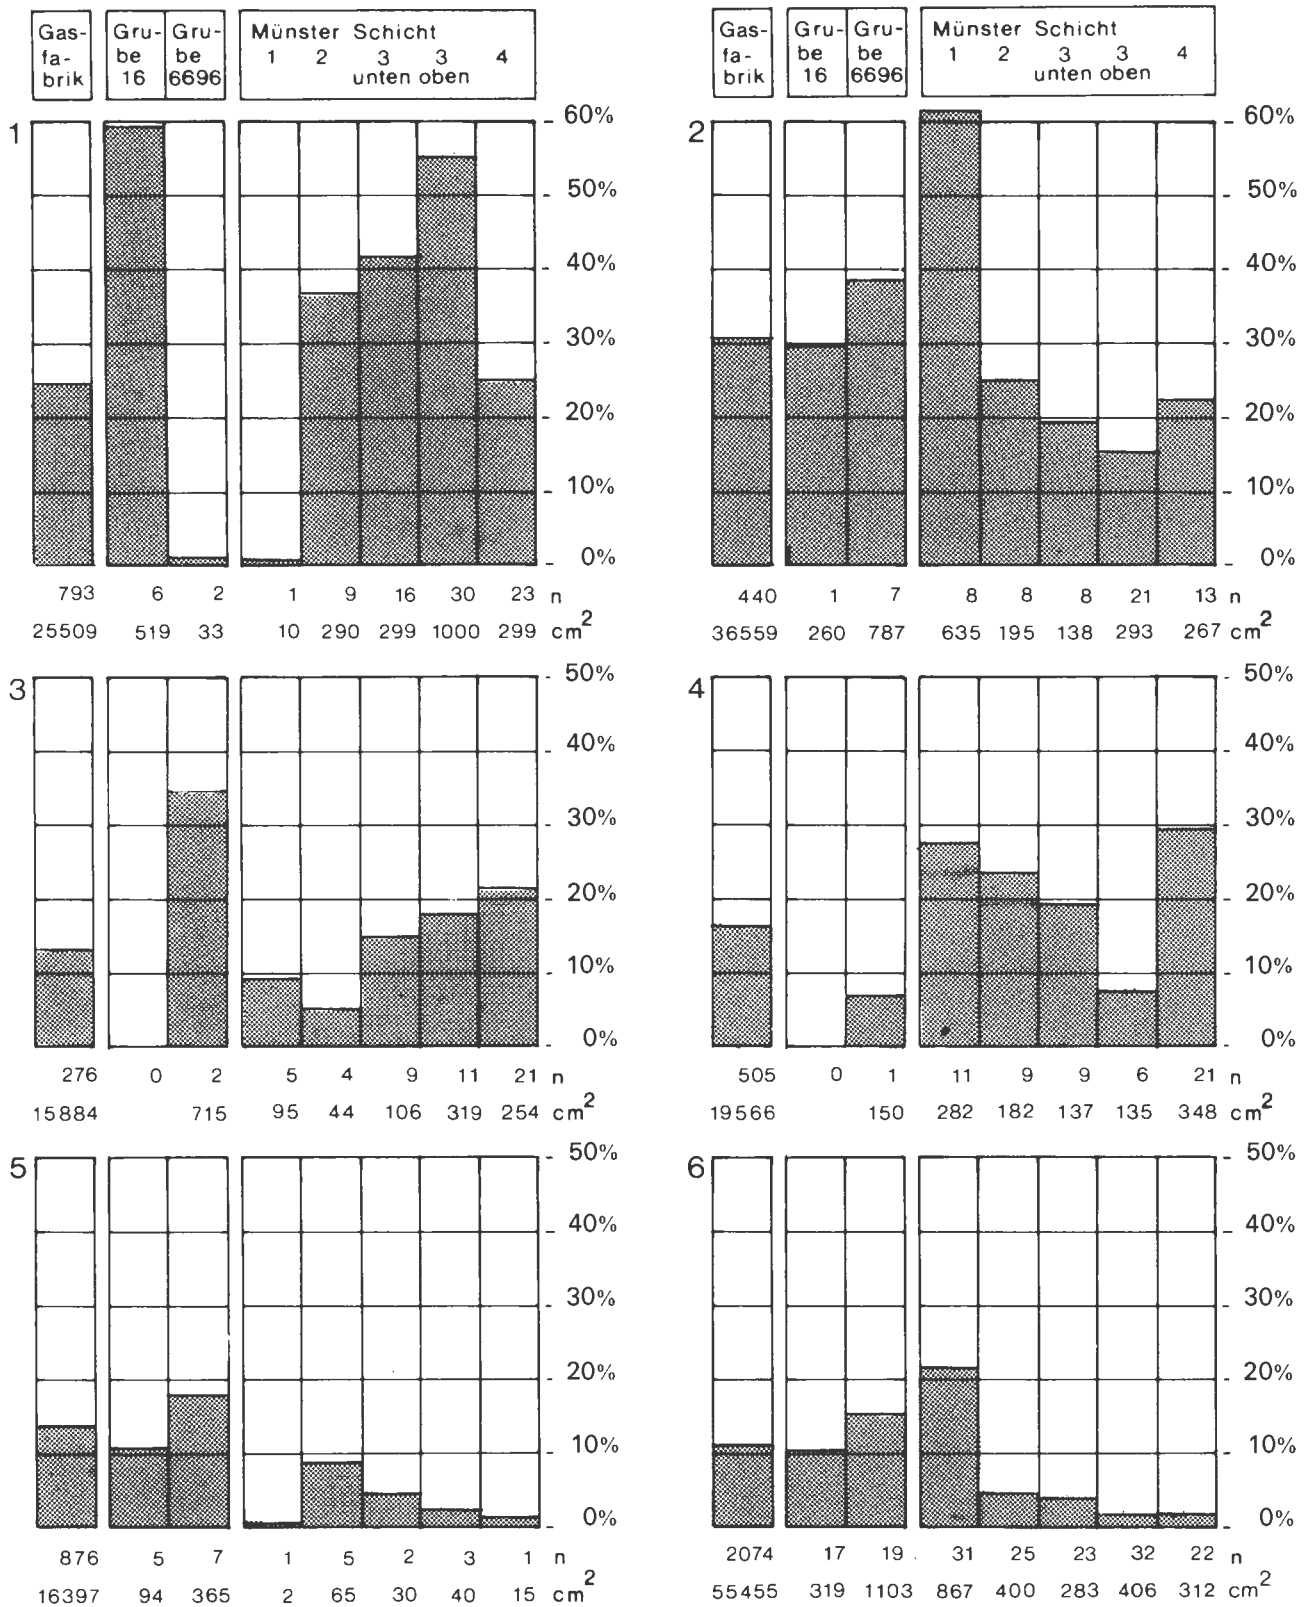 Gas- Gru- Gru- Münster Schicht
fa- be be 1 2 3 3 4
brik 16 6696 unten oben
Gas- Gru- Gru- Münster Schicht
fa- be be 1 2 3 3 4
brik 16 6696 unten oben
1
60%
50%
40%
30%
20%
10%
0%
793 6 2 1 9 16 30 23 n
25509 519 33 10 290 299 1000 299 cm²
2
60%
50%
40%
30%
20%
10%
0%
440 1 7 8 8 8 21 13 n
36559 260 787 635 195 138 293 267 cm²
3
50%
40%
30%
20%
10%
0%
276 0 2 5 4 9 11 21 n
15884 715 95 44 106 319 254 cm²
4
50%
40%
30%
20%
10%
0%
505 0 1 11 9 9 6 21 n
19566 150 282 182 137 135 348 cm²
5
50%
40%
30%
20%
10%
0%
876 5 7 1 5 2 3 1 n
16397 94 365 2 65 30 40 15 cm²
6
50%
40%
30%
20%
10%
0%
2074 17 19 31 25 23 32 22 n
55455 319 1103 867 400 283 406 312 cm²